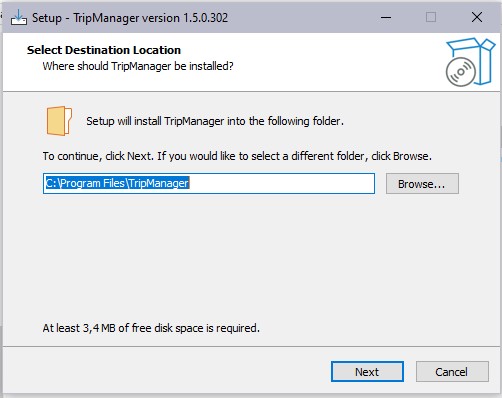 Setup - TripManager version 1.5.0.302
Select Destination Location
Where should TripManager be installed?
Setup will install TripManager into the following folder.
To continue, click Next. If you would like to select a different folder, click Browse.
C:\Program Files\TripManager
Browse...
At least 3,4 MB of free disk space is required.
Next
Cancel